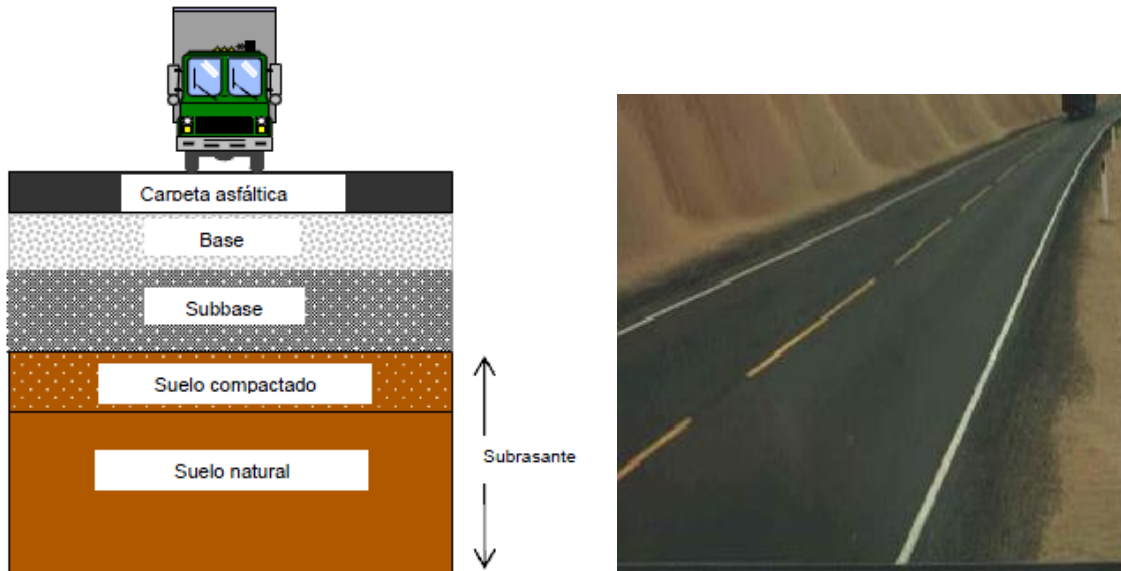 Carpeta asfáltica
Base
Subbase
Suelo compactado
Suelo natural
Subrasante